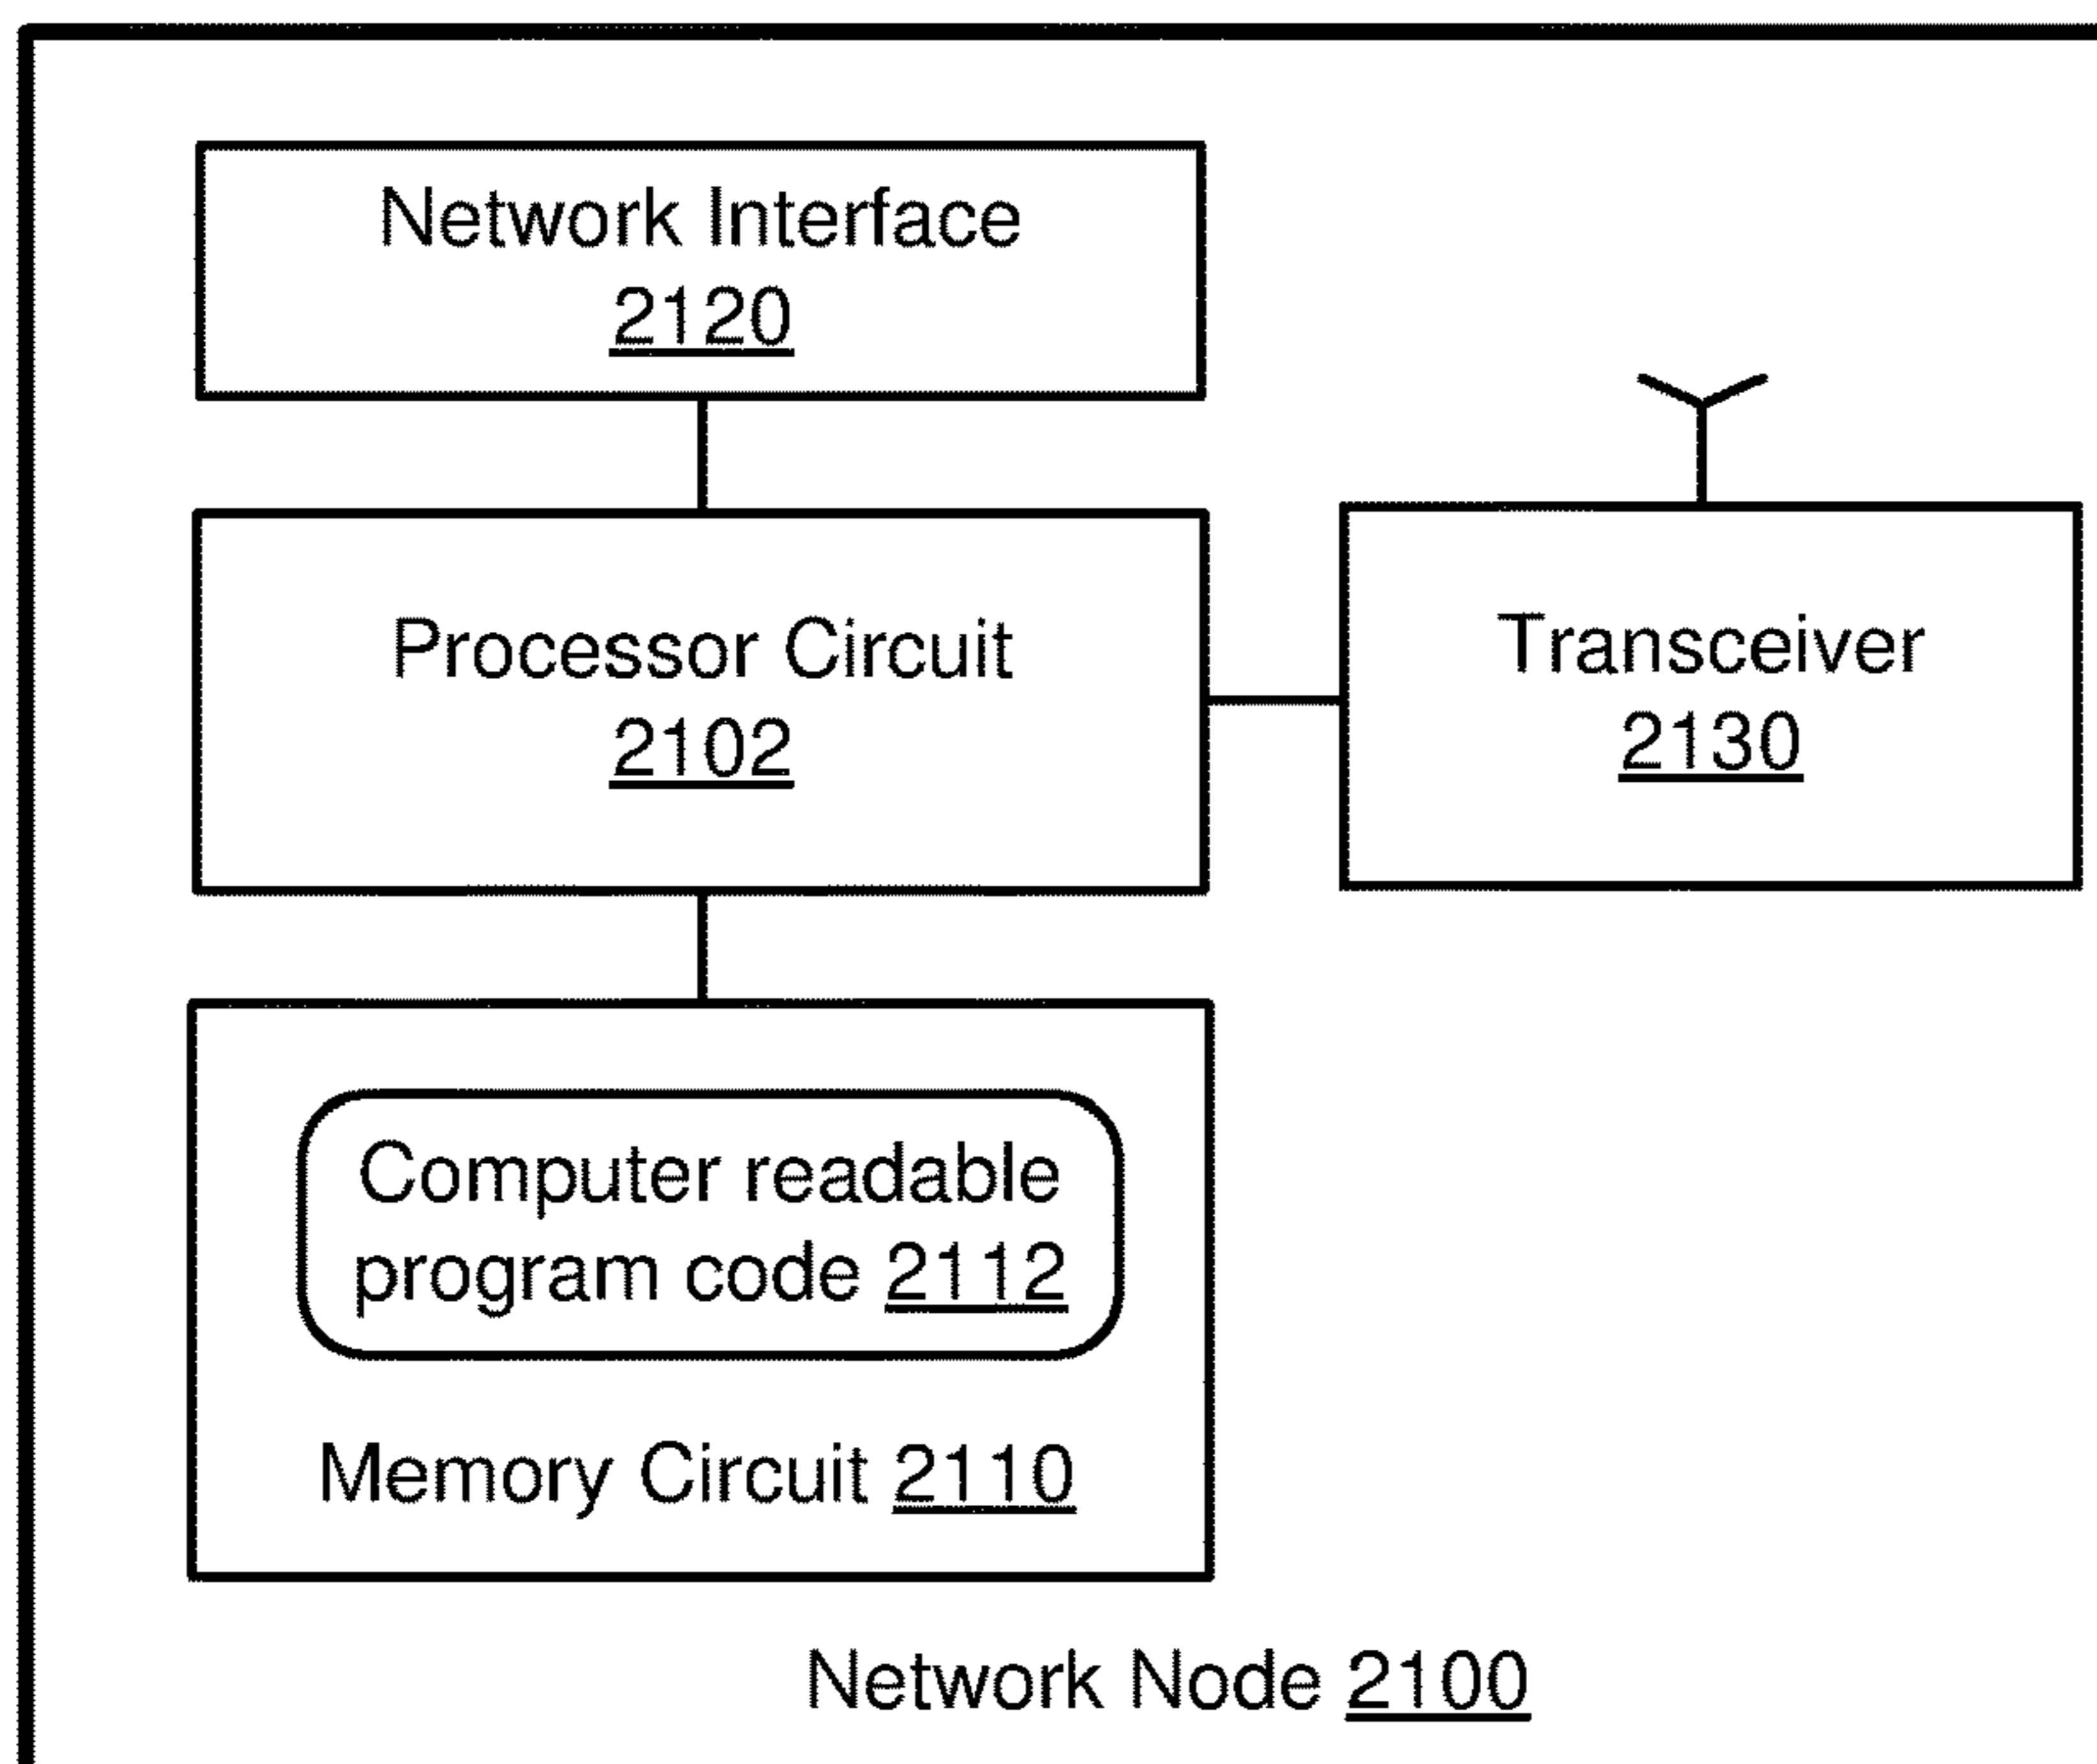 Network Interface
2120
Processor Circuit
2102
Transceiver
2130
Computer readable
program code 2112
Memory Circuit 2110
Network Node 2100